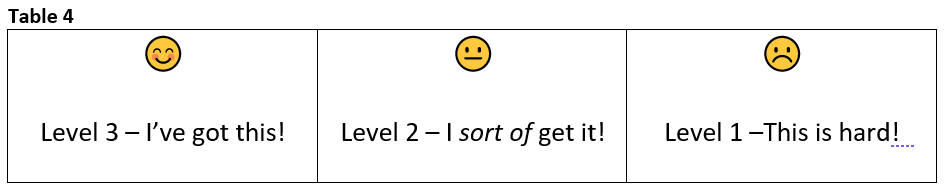 Table 4
Level 3 – I’ve got this!
Level 2 – I sort of get it!
Level 1 –This is hard!